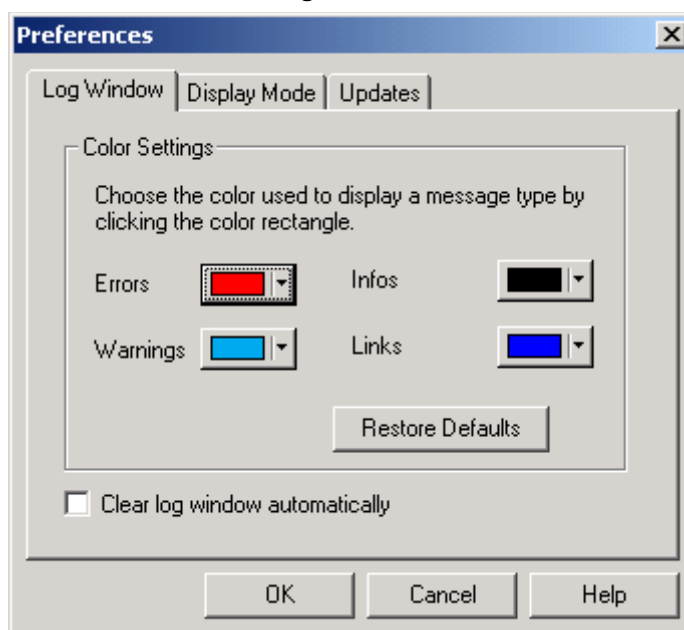 Preferences
Log Window Display Mode Updates
Color Settings
Choose the color used to display a message type by
clicking the color rectangle.
Errors Infos
Warnings Links
Restore Defaults
Clear log window automatically
OK Cancel Help